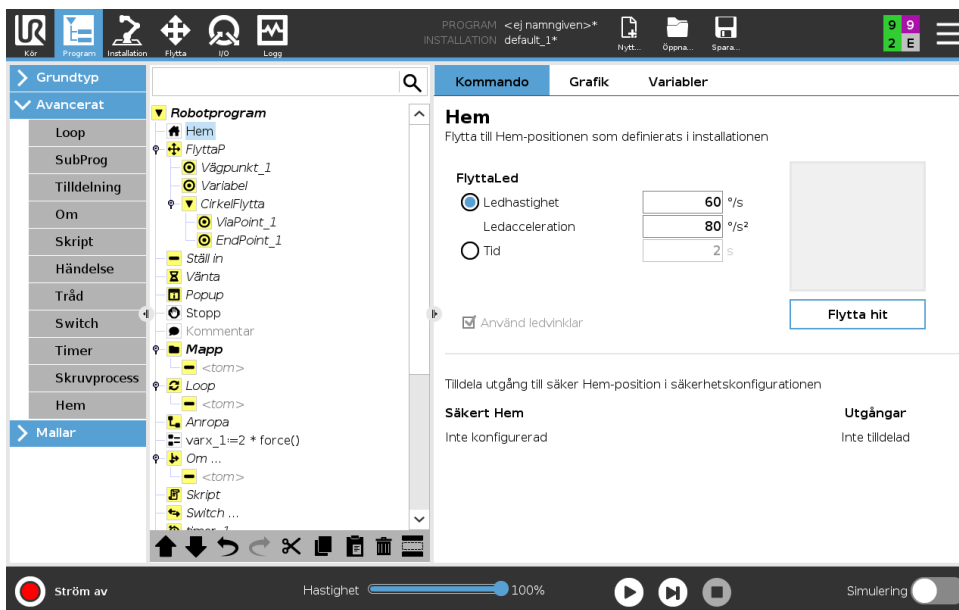 UR
PROGRAM <ej namngiven>*
INSTALLATION default_1*
Kör
Program
Installation
Flytta
I/O
Logg
Nytt...
Öppna...
Spara...
9 9
2 E
Grundtyp
Avancerat
Loop
SubProg
Tilldelning
Om
Skript
Händelse
Tråd
Switch
Timer
Skruvprocess
Hem
Mallar
Robotprogram
Hem
FlyttaP
Vägpunkt_1
Variabel
CirkelFlytta
ViaPoint_1
EndPoint_1
Ställ in
Vänta
Popup
Stopp
Kommentar
Mapp
<tom>
Loop
<tom>
Anropa
varx_1:=2 * force()
Om ...
<tom>
Skript
Switch ...
timer_1
Kommando
Grafik
Variabler
Hem
Flytta till Hem-positionen som definierats i installationen
FlyttaLed
Ledhastighet 60 °/s
Ledacceleration 80 °/s²
Tid 2 s
Använd ledvinklar
Flytta hit
Tilldela utgång till säker Hem-position i säkerhetskonfigurationen
Säkert Hem Utgångar
Inte konfigurerad Inte tilldelad
Ström av
Hastighet 100%
Simulering